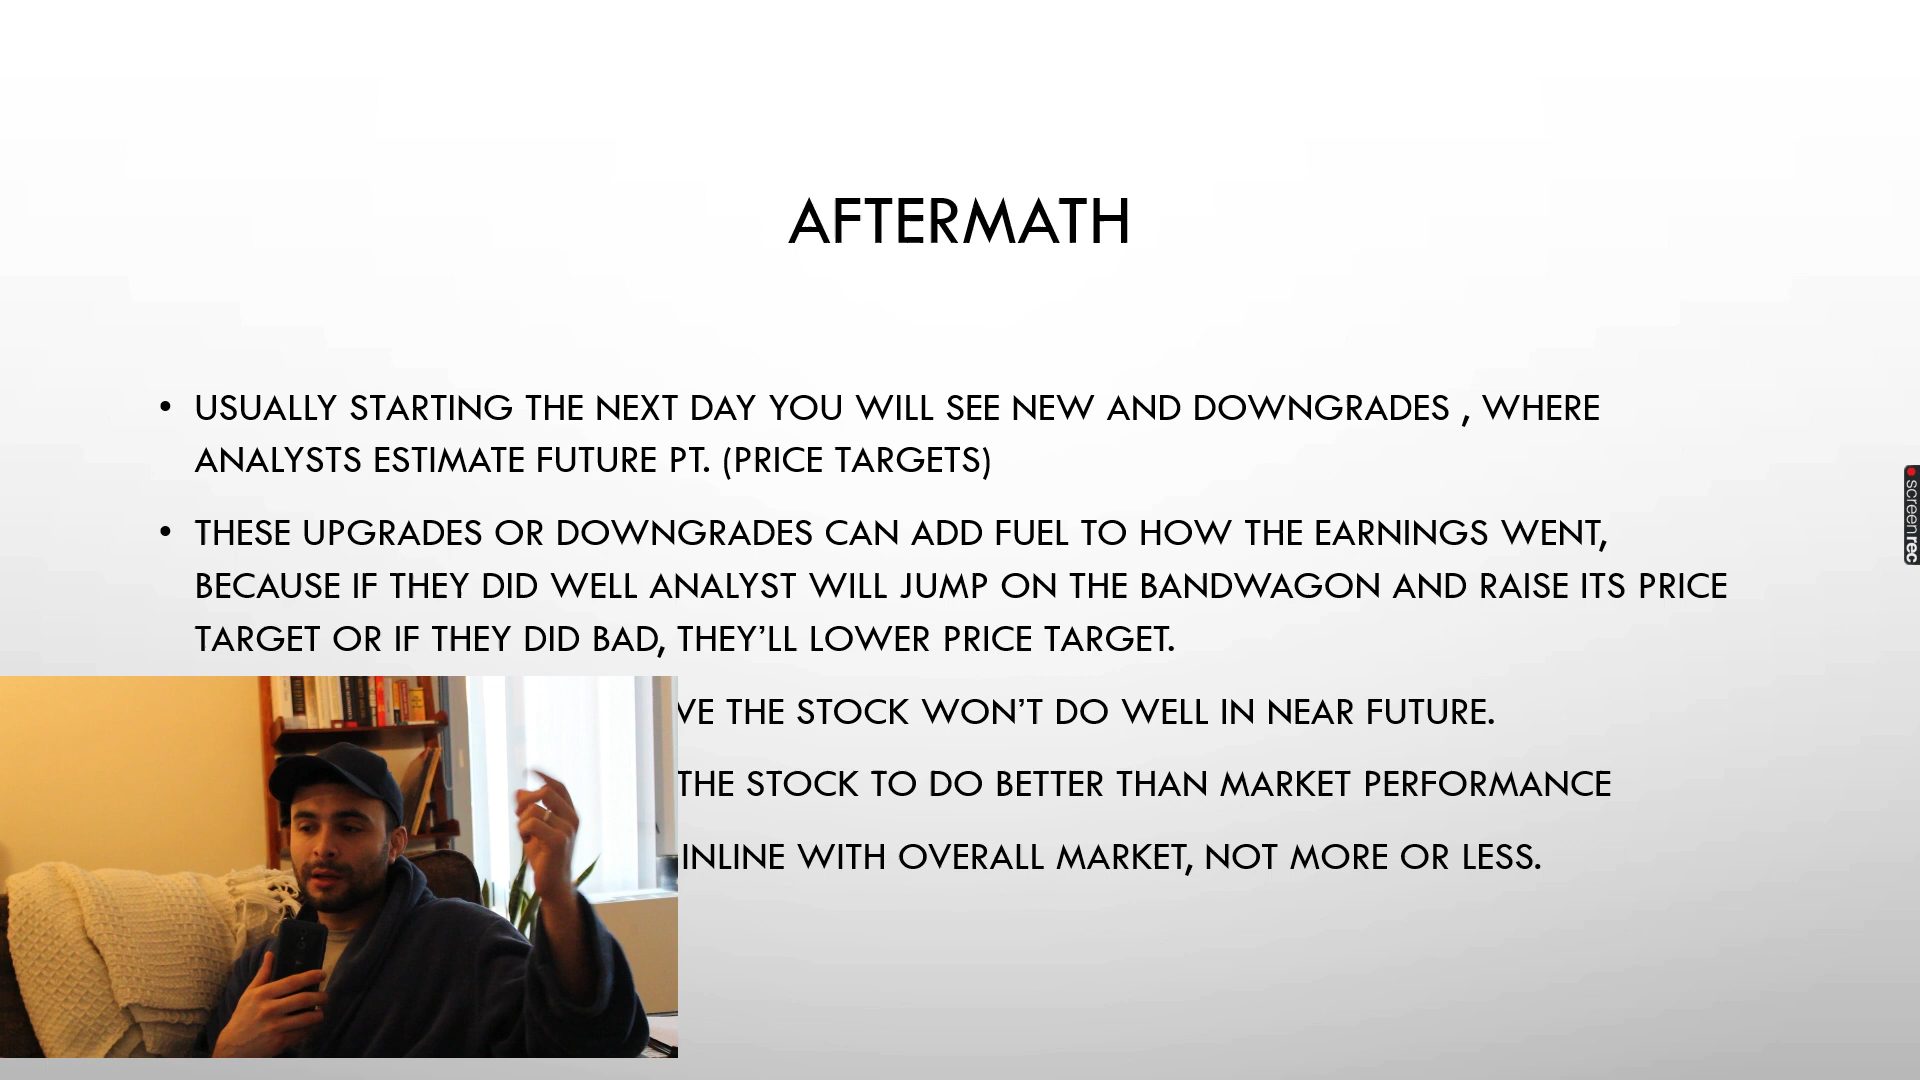 AFTERMATH
• USUALLY STARTING THE NEXT DAY YOU WILL SEE NEW AND DOWNGRADES , WHERE
ANALYSTS ESTIMATE FUTURE PT. (PRICE TARGETS)
• THESE UPGRADES OR DOWNGRADES CAN ADD FUEL TO HOW THE EARNINGS WENT,
BECAUSE IF THEY DID WELL ANALYST WILL JUMP ON THE BANDWAGON AND RAISE ITS PRICE
TARGET OR IF THEY DID BAD, THEY’LL LOWER PRICE TARGET.
THE STOCK WON’T DO WELL IN NEAR FUTURE.
THE STOCK TO DO BETTER THAN MARKET PERFORMANCE
INLINE WITH OVERALL MARKET, NOT MORE OR LESS.
screenrec